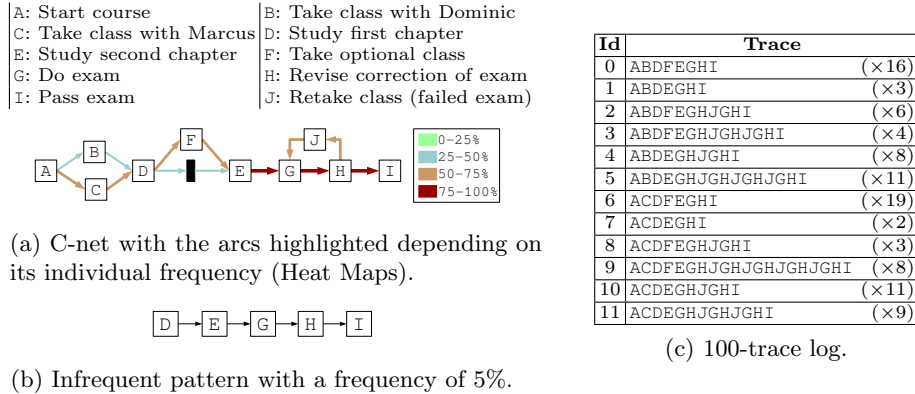 A: Start course B: Take class with Dominic
C: Take class with Marcus D: Study first chapter
E: Study second chapter F: Take optional class
G: Do exam H: Revise correction of exam
I: Pass exam J: Retake class (failed exam)
A B C D F E G J H I
0-25%
25-50%
50-75%
75-100%
(a) C-net with the arcs highlighted depending on
its individual frequency (Heat Maps).
D E G H I
(b) Infrequent pattern with a frequency of 5%.
Id Trace
0 ABDFEGHI (×16)
1 ABDEGHI (×3)
2 ABDFEGHJGHI (×6)
3 ABDFEGHJGHJGHI (×4)
4 ABDEGHJGHI (×8)
5 ABDEGHJGHJGHJGHI (×11)
6 ACDFEGHI (×19)
7 ACDEGHI (×2)
8 ACDFEGHJGHI (×3)
9 ACDFEGHJGHJGHJGHJGHI (×8)
10 ACDEGHJGHI (×11)
11 ACDEGHJGHJGHI (×9)
(c) 100-trace log.